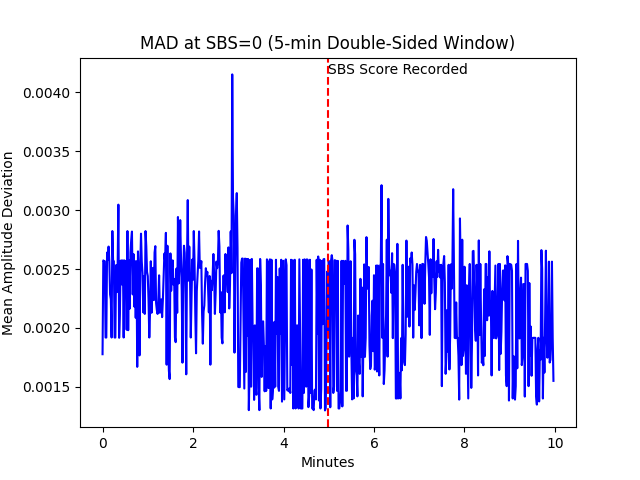 MAD at SBS=0 (5-min Double-Sided Window)
SBS Score Recorded
Mean Amplitude Deviation
0.0040
0.0035
0.0030
0.0025
0.0020
0.0015
0 2 4 6 8 10
Minutes